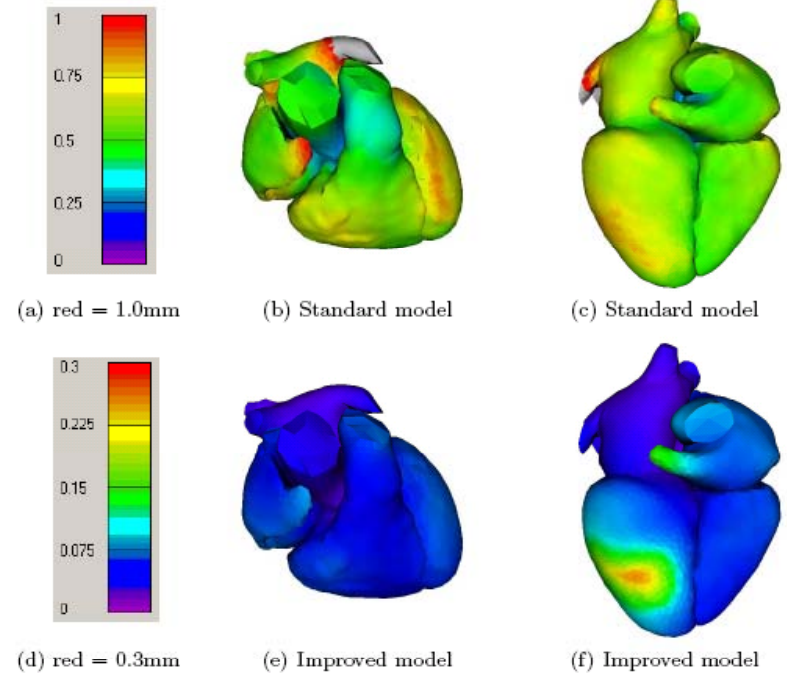 1
0.75
0.5
0.25
0
(a) red = 1.0mm
(b) Standard model
(c) Standard model
0.3
0.225
0.15
0.075
0
(d) red = 0.3mm
(e) Improved model
(f) Improved model